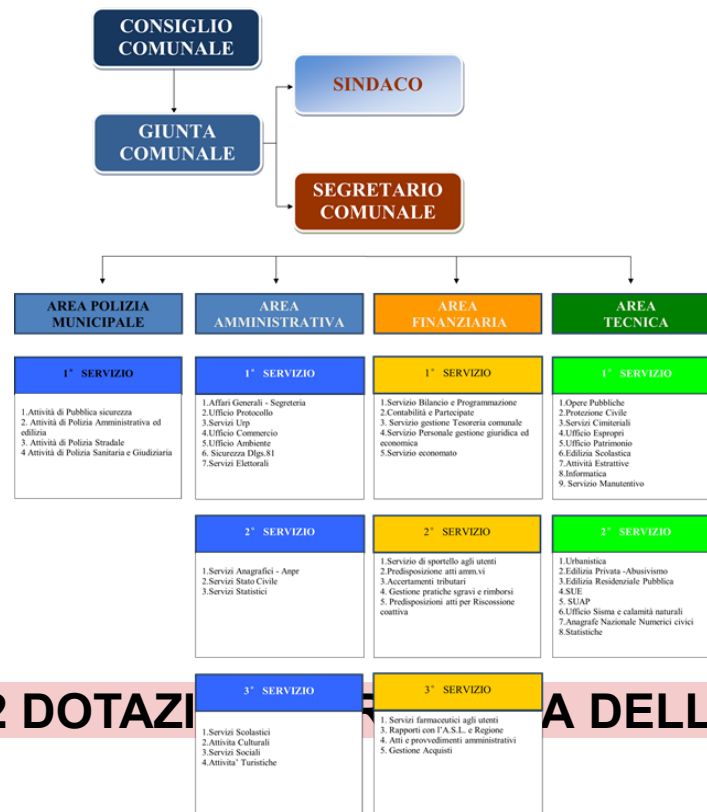 CONSIGLIO
COMUNALE
SINDACO
GIUNTA
COMUNALE
SEGRETARIO
COMUNALE
AREA POLIZIA
MUNICIPALE
1° SERVIZIO
1.Attività di Pubblica sicurezza
2. Attività di Polizia Amministrativa ed
edilizia
3. Attività di Polizia Stradale
4 Attività di Polizia Sanitaria e Giudiziaria
AREA
AMMINISTRATIVA
1° SERVIZIO
1.Affari Generali - Segreteria
2.Ufficio Protocollo
3.Servizi Urp
4.Ufficio Commercio
5.Ufficio Ambiente
6. Sicurezza Dlgs.81
7.Servizi Elettorali
2° SERVIZIO
1.Servizi Anagrafici - Anpr
2.Servizi Stato Civile
3.Servizi Statistici
3° SERVIZIO
1.Servizi Scolastici
2.Attivita Culturali
3.Servizi Sociali
4.Attivita' Turistiche
AREA
FINANZIARIA
1° SERVIZIO
1.Servizio Bilancio e Programmazione
2.Contabilità e Partecipate
3. Servizio gestione Tesoreria comunale
4.Servizio Personale gestione giuridica ed
economica
5.Servizio economato
2° SERVIZIO
1.Servizio di sportello agli utenti
2.Predisposizione atti amm.vi
3.Accertamenti tributari
4. Gestione pratiche sgravi e rimborsi
5. Predisposizioni atti per Riscossione
coattiva
3° SERVIZIO
1. Servizi farmaceutici agli utenti
3. Rapporti con l'A.S.L. e Regione
4. Atti e provvedimenti amministrativi
5. Gestione Acquisti
AREA
TECNICA
1° SERVIZIO
1.Opere Pubbliche
2.Protezione Civile
3.Servizi Cimiteriali
4.Ufficio Espropri
5.Ufficio Patrimonio
6.Edilizia Scolastica
7.Attività Estrattive
8.Informatica
9. Servizio Manutentivo
2° SERVIZIO
1.Urbanistica
2.Edilizia Privata -Abusivismo
3.Edilizia Residenziale Pubblica
4.SUE
5. SUAP
6.Ufficio Sisma e calamità naturali
7.Anagrafe Nazionale Numerici civici
8.Statistiche
2 DOTAZI A DELL